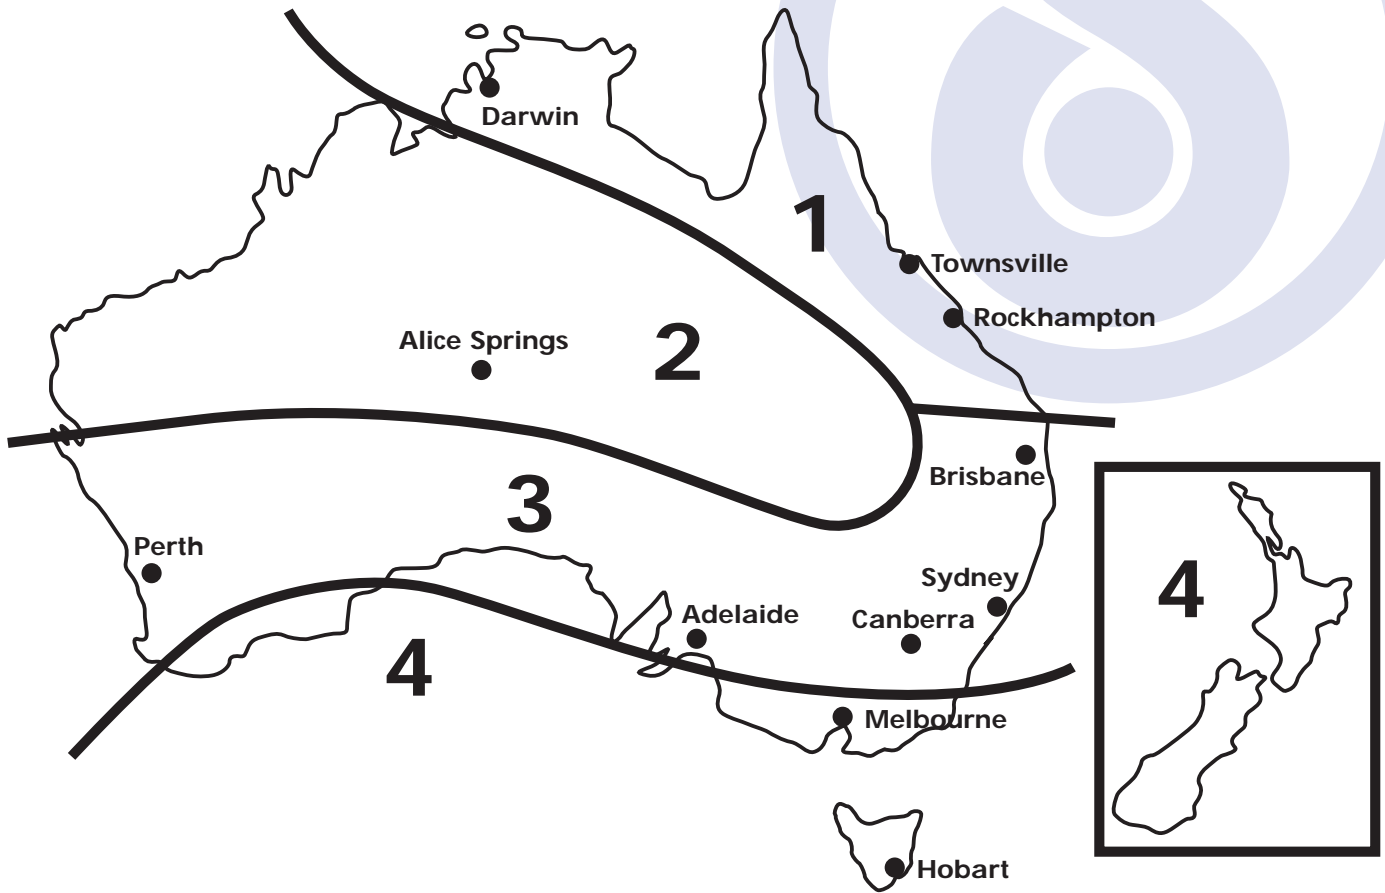 Darwin
1
Townsville
Rockhampton
Alice Springs
2
Brisbane
3
Perth
Sydney
4
Adelaide
Canberra
4
Melbourne
Hobart